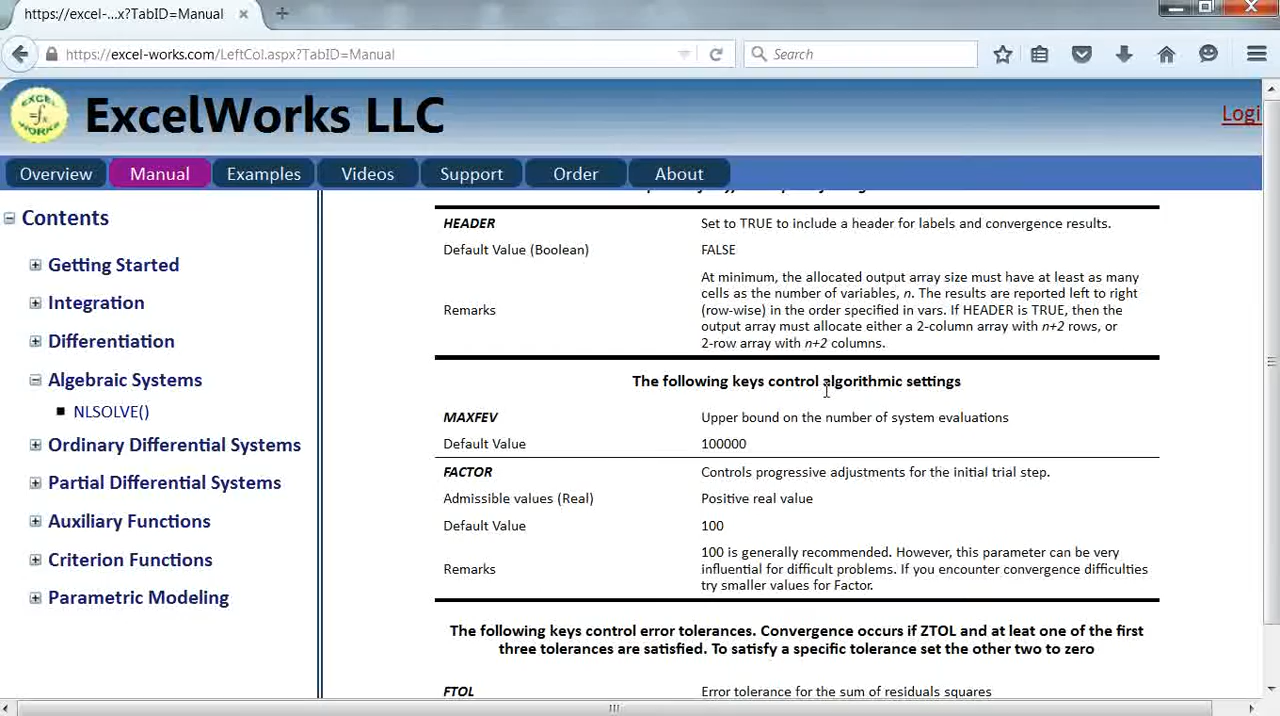 https://excel-...x?TabID=Manual
https://excel-works.com/LeftCol.aspx?TabID=Manual
Search
EXCEL
=fx
WORKS
ExcelWorks LLC
Logi
Overview
Manual
Examples
Videos
Support
Order
About
Contents
Getting Started
Integration
Differentiation
Algebraic Systems
NLSOLVE()
Ordinary Differential Systems
Partial Differential Systems
Auxiliary Functions
Criterion Functions
Parametric Modeling
HEADER
Set to TRUE to include a header for labels and convergence results.
Default Value (Boolean)
FALSE
Remarks
At minimum, the allocated output array size must have at least as many
cells as the number of variables, n. The results are reported left to right
(row-wise) in the order specified in vars. If HEADER is TRUE, then the
output array must allocate either a 2-column array with n+2 rows, or
2-row array with n+2 columns.
The following keys control algorithmic settings
MAXFEV
Upper bound on the number of system evaluations
Default Value
100000
FACTOR
Controls progressive adjustments for the initial trial step.
Admissible values (Real)
Positive real value
Default Value
100
Remarks
100 is generally recommended. However, this parameter can be very
influential for difficult problems. If you encounter convergence difficulties
try smaller values for Factor.
The following keys control error tolerances. Convergence occurs if ZTOL and at leat one of the first
three tolerances are satisfied. To satisfy a specific tolerance set the other two to zero
FTOL
Error tolerance for the sum of residuals squares